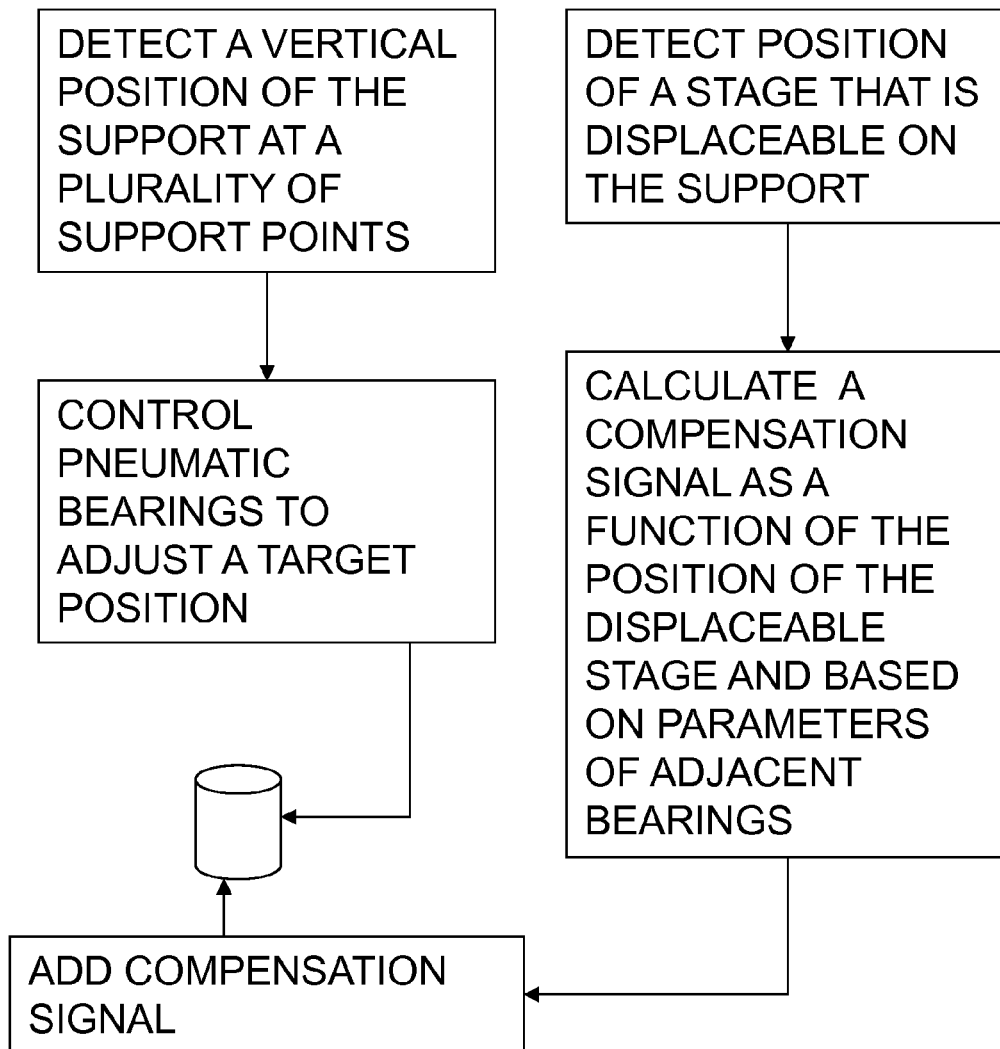 DETECT A VERTICAL
POSITION OF THE
SUPPORT AT A
PLURALITY OF
SUPPORT POINTS
DETECT POSITION
OF A STAGE THAT IS
DISPLACEABLE ON
THE SUPPORT
CONTROL
PNEUMATIC
BEARINGS TO
ADJUST A TARGET
POSITION
CALCULATE A
COMPENSATION
SIGNAL AS A
FUNCTION OF THE
POSITION OF THE
DISPLACEABLE
STAGE AND BASED
ON PARAMETERS
OF ADJACENT
BEARINGS
ADD COMPENSATION
SIGNAL